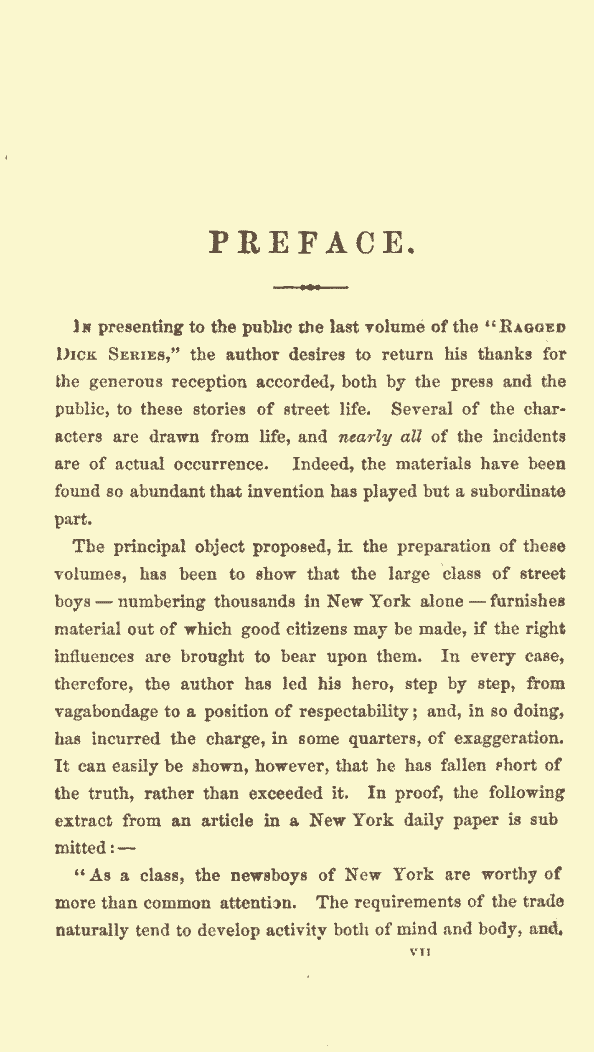 PREFACE.
In presenting to the public the last volume of the “Ragged
Dick Series,” the author desires to return his thanks for
the generous reception accorded, both by the press and the
public, to these stories of street life. Several of the char-
acters are drawn from life, and nearly all of the incidents
are of actual occurrence. Indeed, the materials have been
found so abundant that invention has played but a subordinate
part.
The principal object proposed, in the preparation of these
volumes, has been to show that the large class of street
boys — numbering thousands in New York alone — furnishes
material out of which good citizens may be made, if the right
influences are brought to bear upon them. In every case,
therefore, the author has led his hero, step by step, from
vagabondage to a position of respectability; and, in so doing,
has incurred the charge, in some quarters, of exaggeration.
It can easily be shown, however, that he has fallen short of
the truth, rather than exceeded it. In proof, the following
extract from an article in a New York daily paper is sub
mitted:—
“As a class, the newsboys of New York are worthy of
more than common attention. The requirements of the trade
naturally tend to develop activity both of mind and body, and,
VII